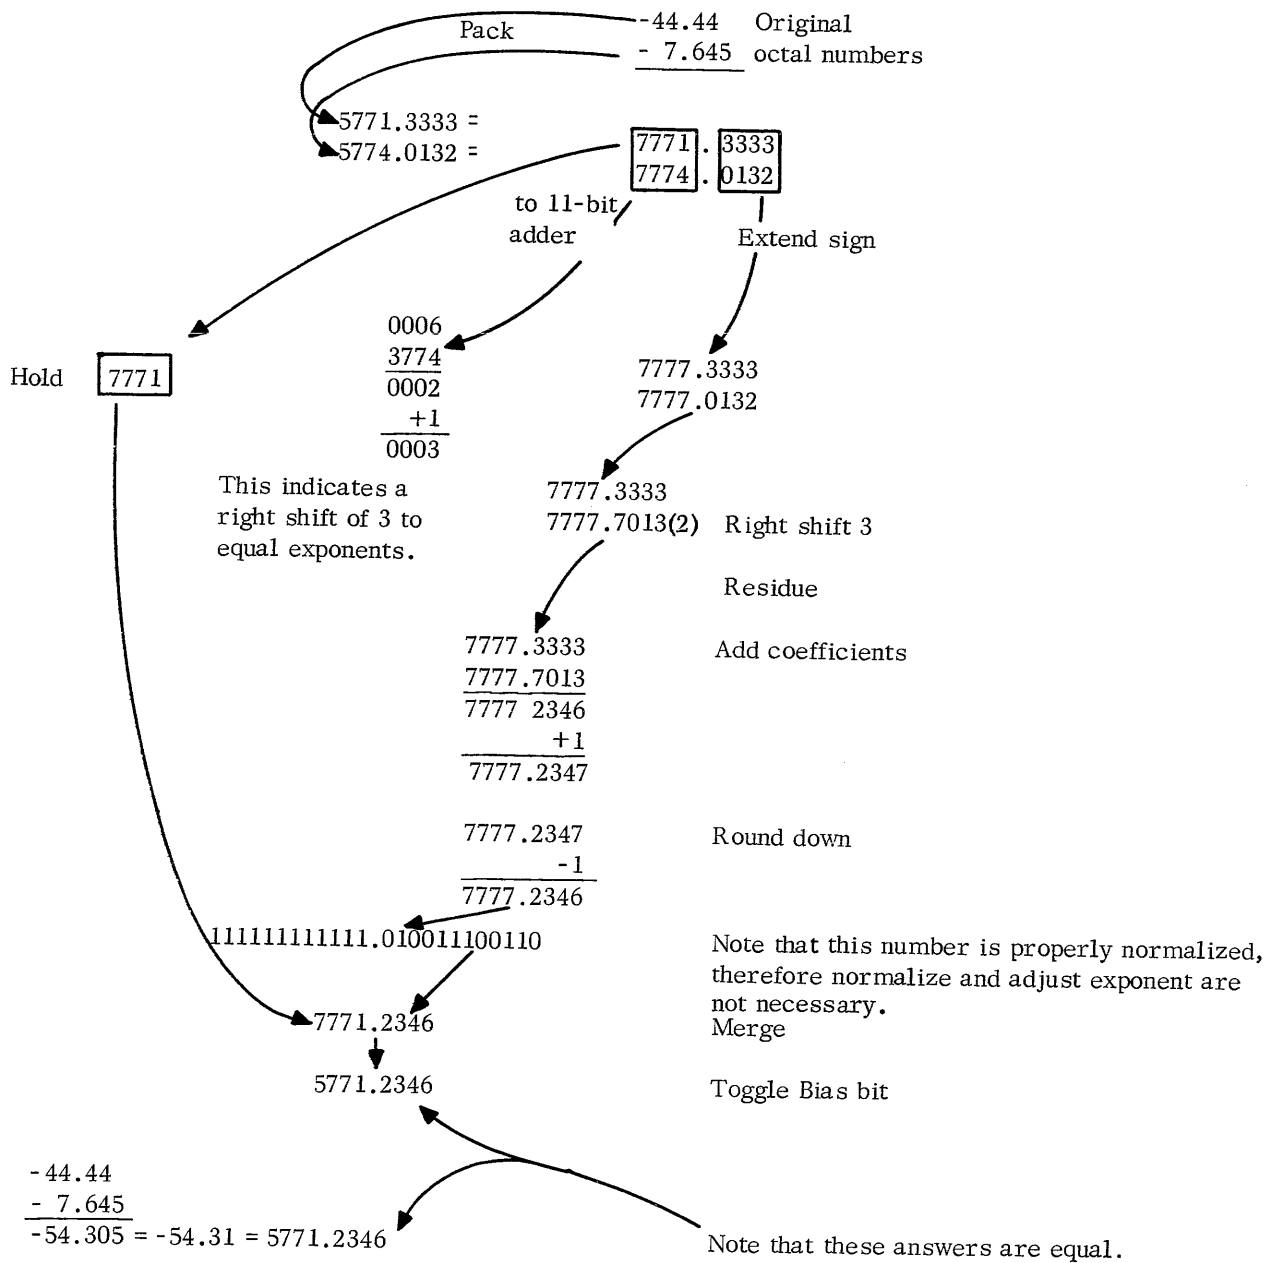 -44.44 Original
Pack
- 7.645 octal numbers
5771.3333 =
5774.0132 =
7771 . 3333
7774 . 0132
to 11-bit
adder
Extend sign
0006
3774
0002
+1
0003
Hold 7771
7777.3333
7777.0132
This indicates a
right shift of 3 to
equal exponents.
7777.3333
7777.7013(2) Right shift 3
Residue
7777.3333 Add coefficients
7777.7013
7777 2346
+1
7777.2347
7777.2347 Round down
-1
7777.2346
111111111111.010011100110
Note that this number is properly normalized,
therefore normalize and adjust exponent are
not necessary.
7771.2346 Merge
5771.2346 Toggle Bias bit
-44.44
- 7.645
-54.305 = -54.31 = 5771.2346
Note that these answers are equal.